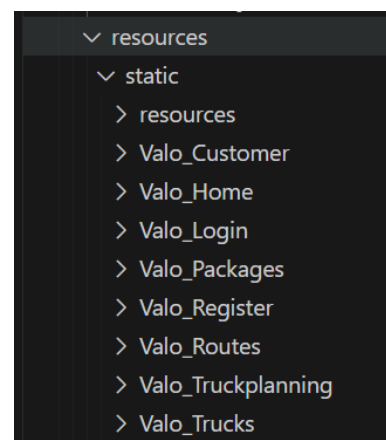 resources
static
resources
Valo_Customer
Valo_Home
Valo_Login
Valo_Packages
Valo_Register
Valo_Routes
Valo_Truckplanning
Valo_Trucks